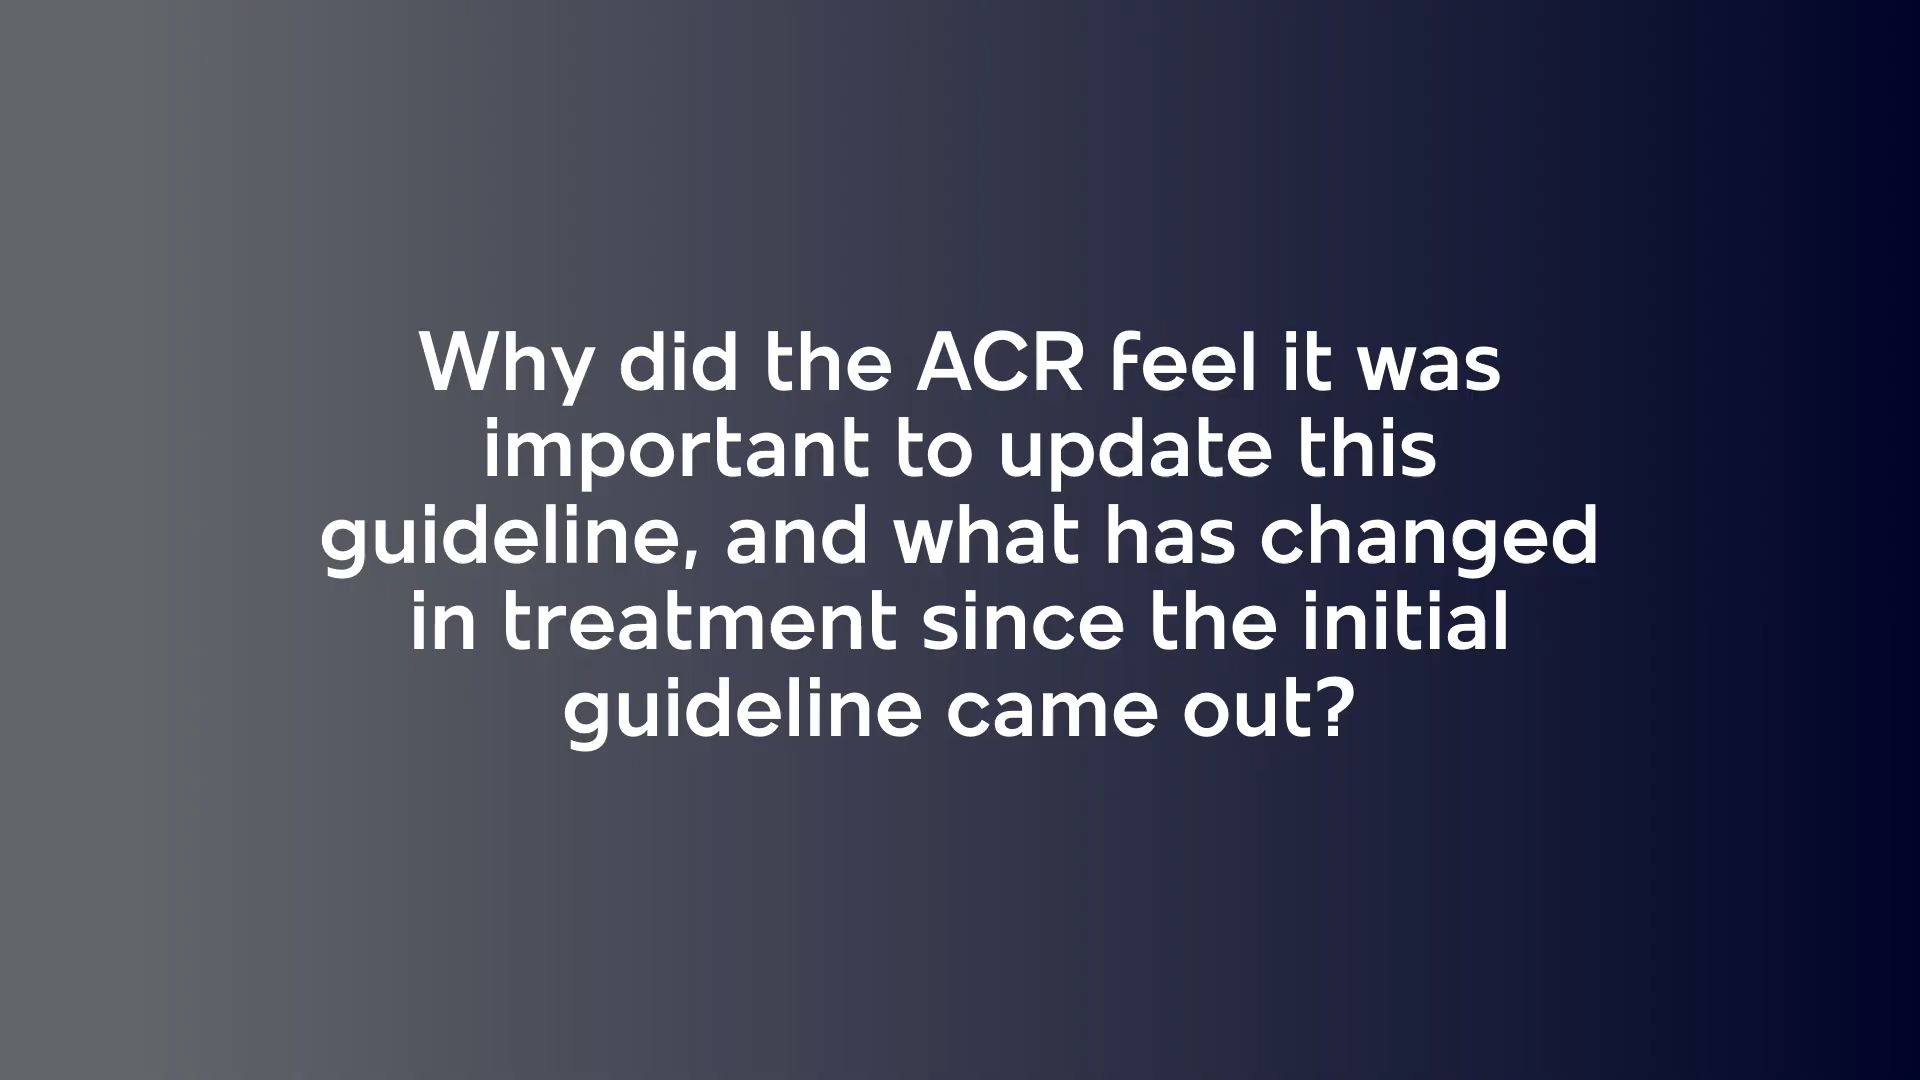 Why did the ACR feel it was
important to update this
guideline, and what has changed
in treatment since the initial
guideline came out?